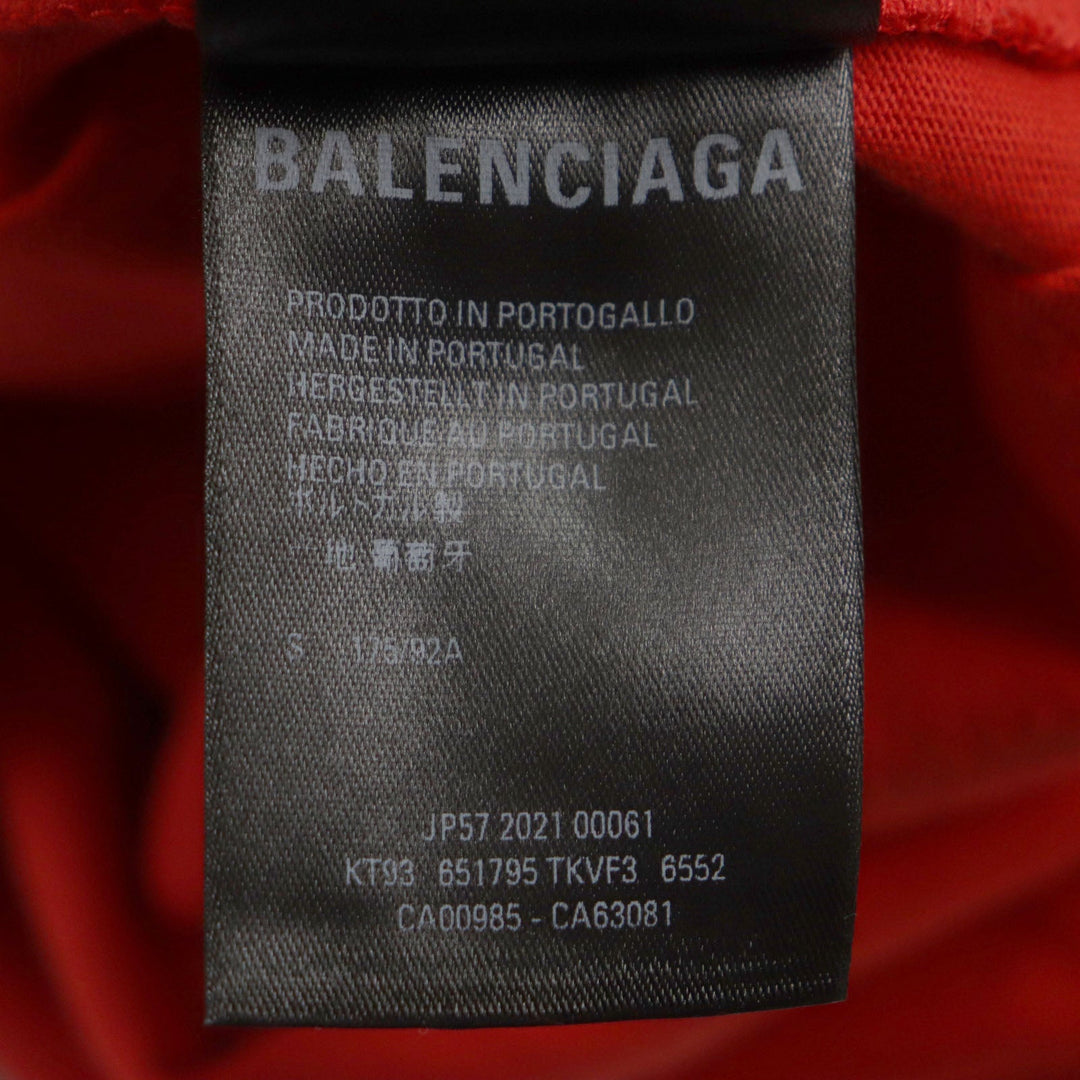 BALENCIAGA
PRODOTTO IN PORTOGALLO
MADE IN PORTUGAL
HERGESTELLT IN PORTUGAL
FABRIQUE AU PORTUGAL
HECHO EN PORTUGAL
ポルトガル製
地 葡萄牙
S 175/92A
JP57 2021 00061
KT93 651795 TKVF3 6552
CA00985 - CA63081